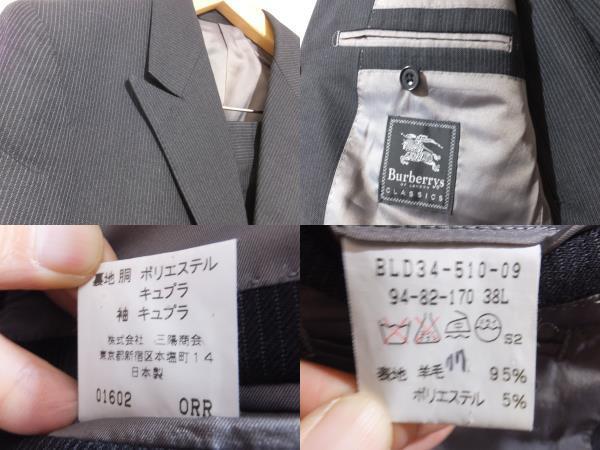 Burberrys
OF LONDON
CLASSICS
裏地 胴 ポリエステル
キュプラ
袖 キュプラ
株式会社 三陽商会
東京都新宿区本塩町14
日本製
01602 ORR
BLD34-510-09
94-82-170 38L
S2
表地 羊毛 95%
ポリエステル 5%